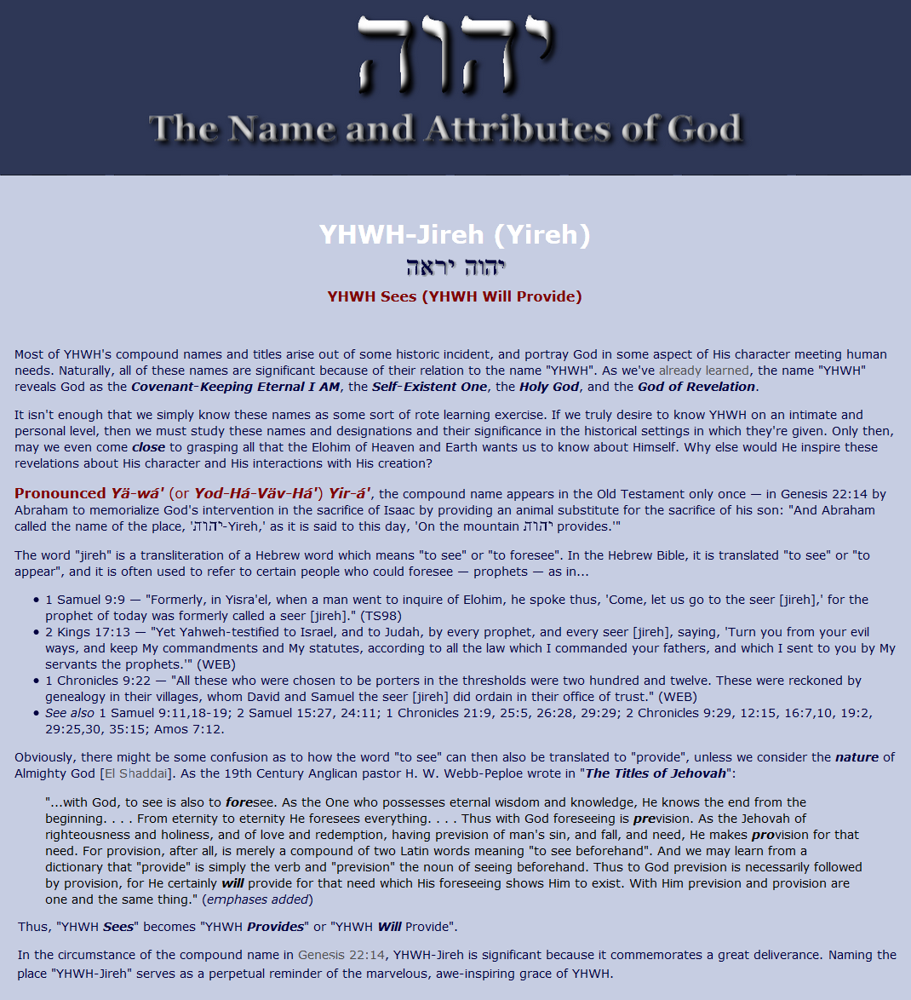 יהוה
The Name and Attributes of God
YHWH-Jireh (Yireh)
יהוה יראה
YHWH Sees (YHWH Will Provide)
Most of YHWH's compound names and titles arise out of some historic incident, and portray God in some aspect of His character meeting human
needs. Naturally, all of these names are significant because of their relation to the name "YHWH". As we've already learned, the name "YHWH"
reveals God as the Covenant-Keeping Eternal I AM, the Self-Existent One, the Holy God, and the God of Revelation.
It isn't enough that we simply know these names as some sort of rote learning exercise. If we truly desire to know YHWH on an intimate and
personal level, then we must study these names and designations and their significance in the historical settings in which they're given. Only then,
may we even come close to grasping all that the Elohim of Heaven and Earth wants us to know about Himself. Why else would He inspire these
revelations about His character and His interactions with His creation?
Pronounced Yä-wá' (or Yod-Há-Väv-Há') Yir-á', the compound name appears in the Old Testament only once — in Genesis 22:14 by
Abraham to memorialize God's intervention in the sacrifice of Isaac by providing an animal substitute for the sacrifice of his son: "And Abraham
called the name of the place, 'יהוה-Yireh,' as it is said to this day, 'On the mountain יהוה provides.'"
The word "jireh" is a transliteration of a Hebrew word which means "to see" or "to foresee". In the Hebrew Bible, it is translated "to see" or "to
appear", and it is often used to refer to certain people who could foresee — prophets — as in...
• 1 Samuel 9:9 — "Formerly, in Yisra'el, when a man went to inquire of Elohim, he spoke thus, 'Come, let us go to the seer [jireh],' for the
prophet of today was formerly called a seer [jireh]." (TS98)
• 2 Kings 17:13 — "Yet Yahweh-testified to Israel, and to Judah, by every prophet, and every seer [jireh], saying, 'Turn you from your evil
ways, and keep My commandments and My statutes, according to all the law which I commanded your fathers, and which I sent to you by My
servants the prophets.'" (WEB)
• 1 Chronicles 9:22 — "All these who were chosen to be porters in the thresholds were two hundred and twelve. These were reckoned by
genealogy in their villages, whom David and Samuel the seer [jireh] did ordain in their office of trust." (WEB)
• See also 1 Samuel 9:11,18-19; 2 Samuel 15:27, 24:11; 1 Chronicles 21:9, 25:5, 26:28, 29:29; 2 Chronicles 9:29, 12:15, 16:7,10, 19:2,
29:25,30, 35:15; Amos 7:12.
Obviously, there might be some confusion as to how the word "to see" can then also be translated to "provide", unless we consider the nature of
Almighty God [El Shaddai]. As the 19th Century Anglican pastor H. W. Webb-Peploe wrote in "The Titles of Jehovah":
"...with God, to see is also to foresee. As the One who possesses eternal wisdom and knowledge, He knows the end from the
beginning. . . . From eternity to eternity He foresees everything. . . . Thus with God foreseeing is prevision. As the Jehovah of
righteousness and holiness, and of love and redemption, having prevision of man's sin, and fall, and need, He makes provision for that
need. For provision, after all, is merely a compound of two Latin words meaning "to see beforehand". And we may learn from a
dictionary that "provide" is simply the verb and "prevision" the noun of seeing beforehand. Thus to God prevision is necessarily followed
by provision, for He certainly will provide for that need which His foreseeing shows Him to exist. With Him prevision and provision are
one and the same thing." (emphases added)
Thus, "YHWH Sees" becomes "YHWH Provides" or "YHWH Will Provide".
In the circumstance of the compound name in Genesis 22:14, YHWH-Jireh is significant because it commemorates a great deliverance. Naming the
place "YHWH-Jireh" serves as a perpetual reminder of the marvelous, awe-inspiring grace of YHWH.